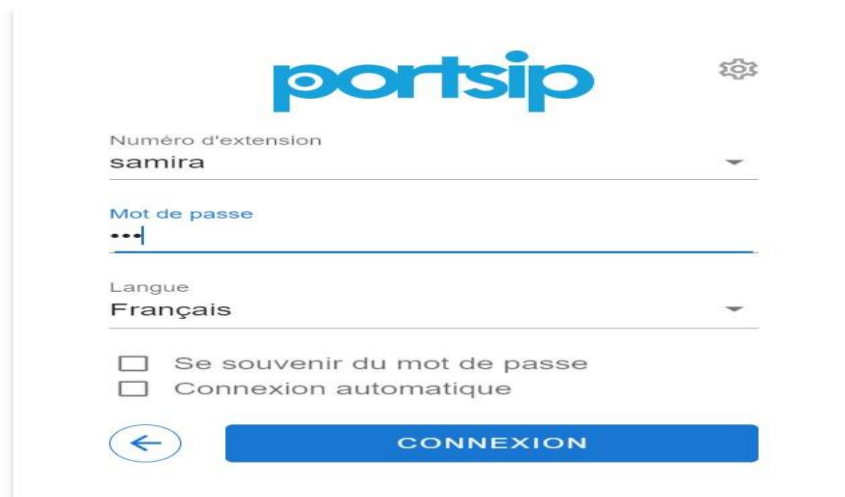 portsip
Numéro d'extension
samira
Mot de passe
•••
Langue
Français
Se souvenir du mot de passe
Connexion automatique
CONNEXION